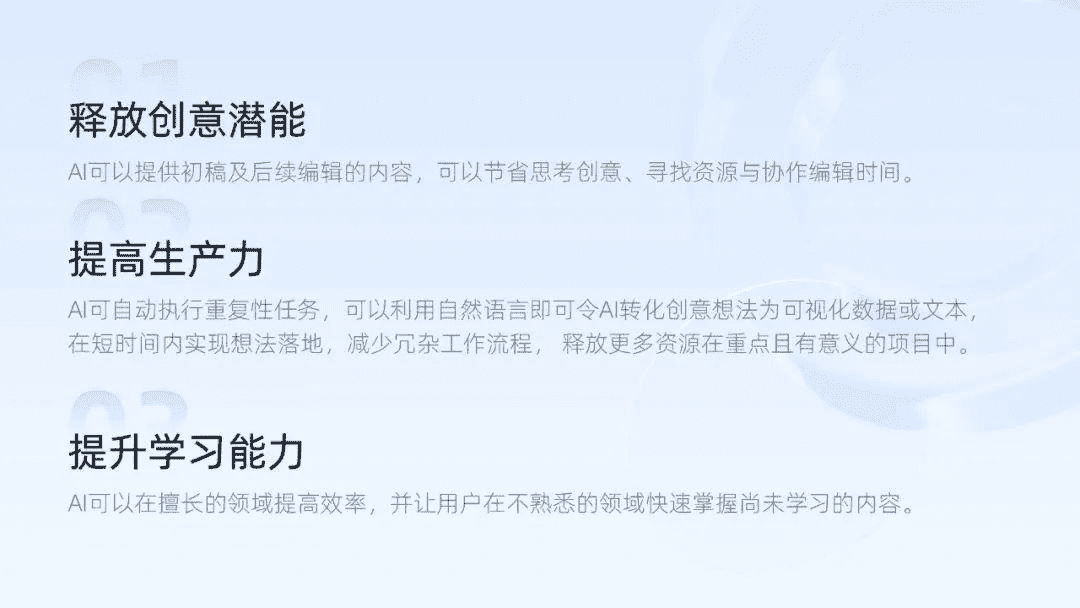 01
释放创意潜能
AI可以提供初稿及后续编辑的内容，可以节省思考创意、寻找资源与协作编辑时间。
02
提高生产力
AI可自动执行重复性任务，可以利用自然语言即可令AI转化创意想法为可视化数据或文本，
在短时间内实现想法落地，减少冗杂工作流程， 释放更多资源在重点且有意义的项目中。
03
提升学习能力
AI可以在擅长的领域提高效率，并让用户在不熟悉的领域快速掌握尚未学习的内容。